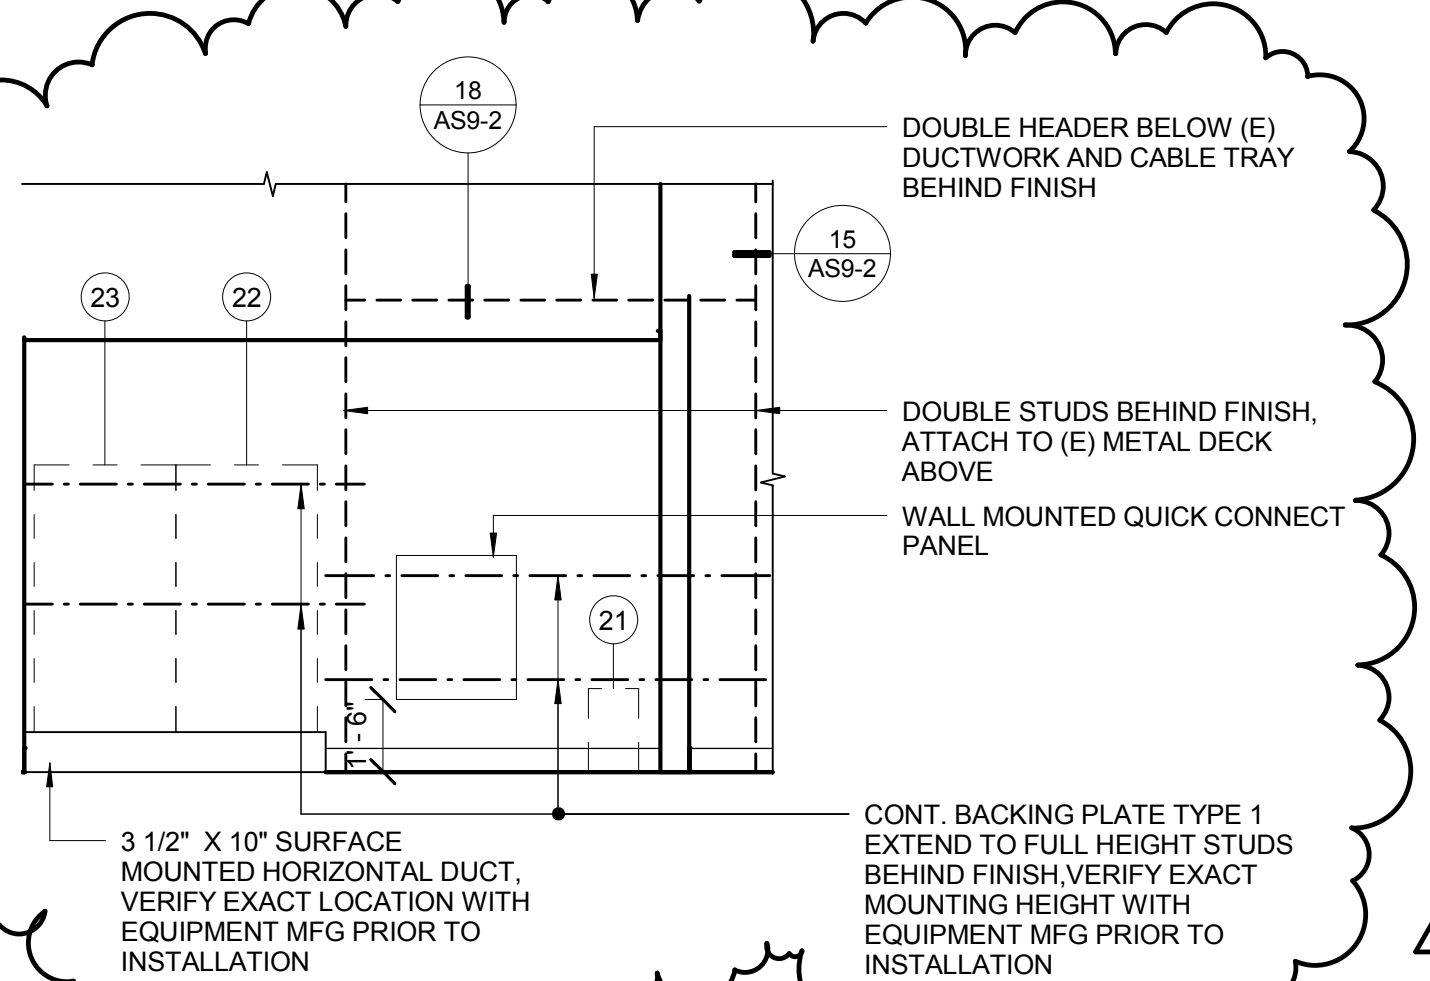 18
AS9-2
DOUBLE HEADER BELOW (E)
DUCTWORK AND CABLE TRAY
BEHIND FINISH
15
AS9-2
23
22
DOUBLE STUDS BEHIND FINISH,
ATTACH TO (E) METAL DECK
ABOVE
WALL MOUNTED QUICK CONNECT
PANEL
21
1' - 6"
3 1/2" X 10" SURFACE
MOUNTED HORIZONTAL DUCT,
VERIFY EXACT LOCATION WITH
EQUIPMENT MFG PRIOR TO
INSTALLATION
CONT. BACKING PLATE TYPE 1
EXTEND TO FULL HEIGHT STUDS
BEHIND FINISH,VERIFY EXACT
MOUNTING HEIGHT WITH
EQUIPMENT MFG PRIOR TO
INSTALLATION